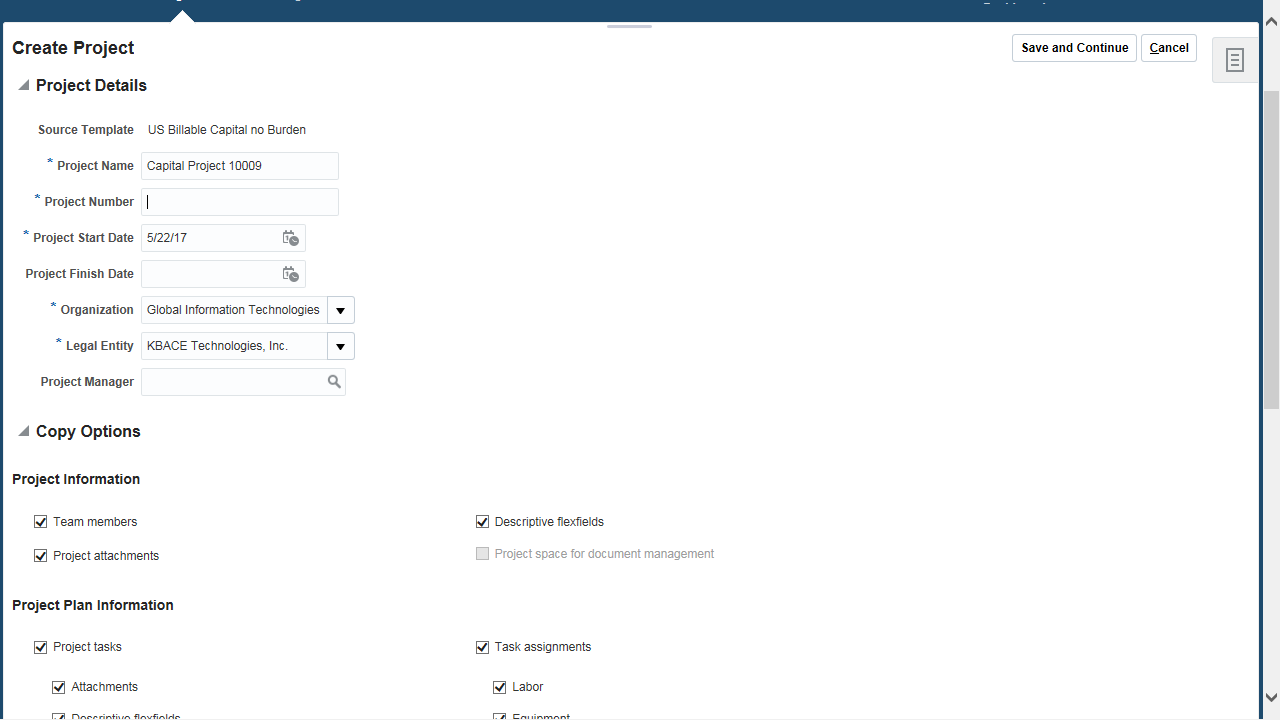 Create Project
Save and Continue
Cancel
Project Details
Source Template US Billable Capital no Burden
* Project Name Capital Project 10009
* Project Number
* Project Start Date 5/22/17
Project Finish Date
* Organization Global Information Technologies
* Legal Entity KBACE Technologies, Inc.
Project Manager
Copy Options
Project Information
Team members
Descriptive flexfields
Project attachments
Project space for document management
Project Plan Information
Project tasks
Task assignments
Attachments
Labor
Descriptive flexfields
Equipment